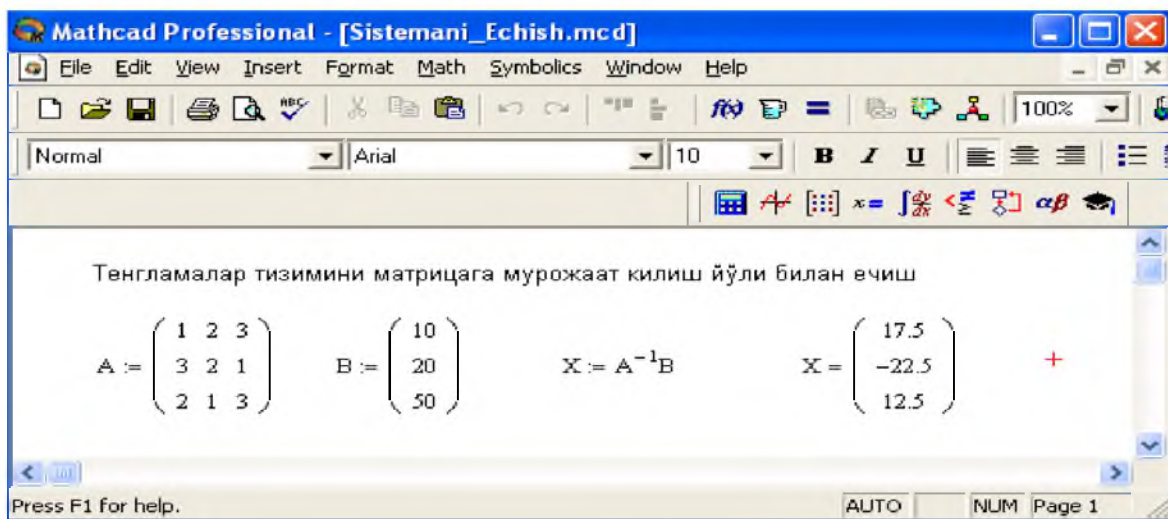 Mathcad Professional - [Sistemani_Echish.mcd]
File Edit View Insert Format Math Symbolics Window Help
100%
Normal Arial 10 B I U
Тенгламалар тизимини матрицага мурожаат килиш йўли билан ечиш
A := ( 1 2 3 ; 3 2 1 ; 2 1 3 ) B := ( 10 ; 20 ; 50 ) X := A⁻¹B X = ( 17.5 ; −22.5 ; 12.5 )
Press F1 for help. AUTO NUM Page 1